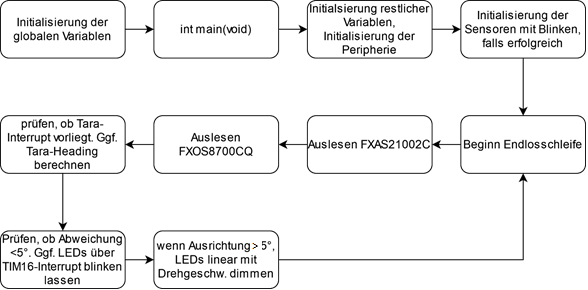 Initialisierung der
globalen Variablen
int main(void)
Initialsierung restlicher
Variablen,
Initialisierung der
Peripherie
Initialisierung der
Sensoren mit Blinken,
falls erfolgreich
Beginn Endlosschleife
Auslesen FXAS21002C
Auslesen
FXOS8700CQ
prüfen, ob Tara-
Interrupt vorliegt. Ggf.
Tara-Heading
berechnen
Prüfen, ob Abweichung
<5°. Ggf. LEDs über
TIM16-Interrupt blinken
lassen
wenn Ausrichtung> 5°,
LEDs linear mit
Drehgeschw. dimmen